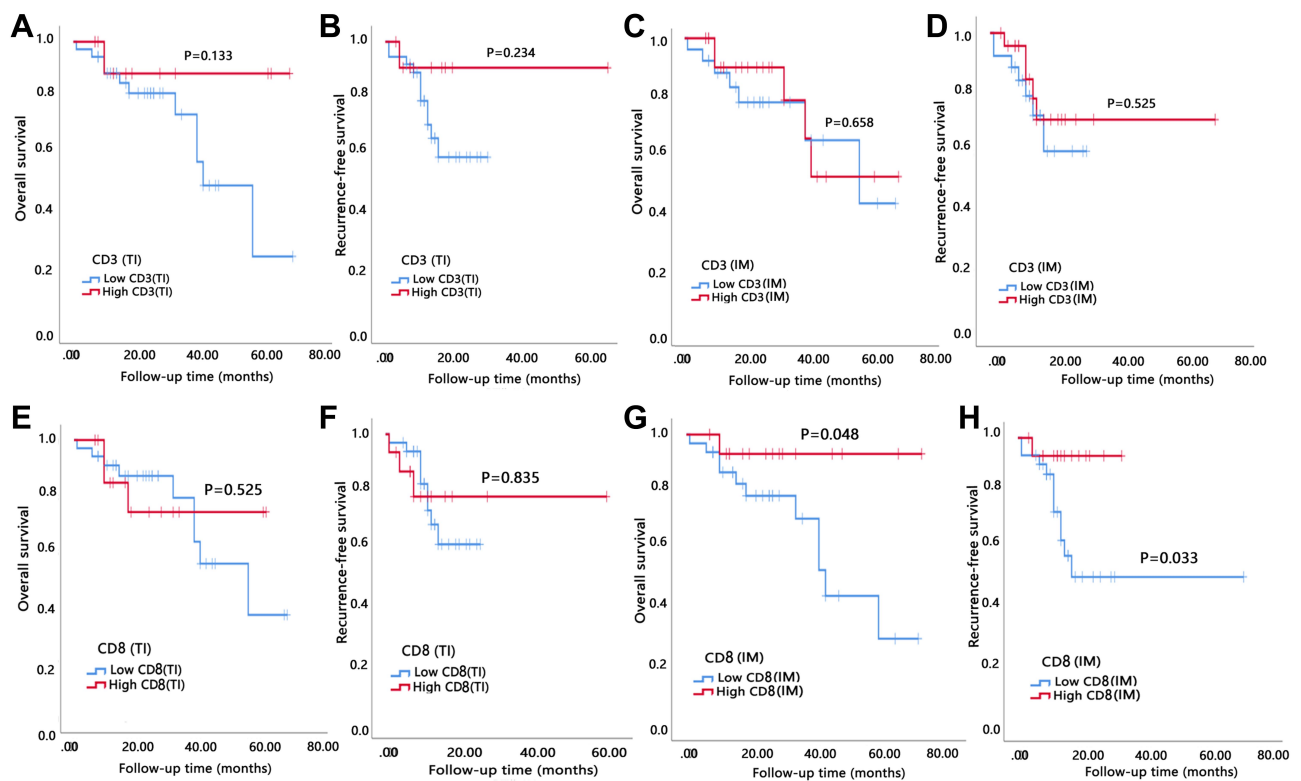 A
1.0
0.8
0.6
0.4
0.2
0.0
Overall survival
P=0.133
CD3 (TI)
Low CD3(TI)
High CD3(TI)
.00 20.00 40.00 60.00 80.00
Follow-up time (months)
B
1.0
0.8
0.6
0.4
0.2
0.0
Recurrence-free survival
P=0.234
CD3 (TI)
Low CD3(TI)
High CD3(TI)
.00 20.00 40.00 60.00
Follow-up time (months)
C
1.0
0.8
0.6
0.4
0.2
0.0
Overall survival
P=0.658
CD3 (IM)
Low CD3(IM)
High CD3(IM)
.00 20.00 40.00 60.00 80.00
Follow-up time (months)
D
1.0
0.8
0.6
0.4
0.2
0.0
Recurrence-free survival
P=0.525
CD3 (IM)
Low CD3(IM)
High CD3(IM)
.00 20.00 40.00 60.00 80.00
Follow-up time (months)
E
1.0
0.8
0.6
0.4
0.2
0.0
Overall survival
P=0.525
CD8 (TI)
Low CD8(TI)
High CD8(TI)
.00 20.00 40.00 60.00 80.00
Follow-up time (months)
F
1.0
0.8
0.6
0.4
0.2
0.0
Recurrence-free survival
P=0.835
CD8 (TI)
Low CD8(TI)
High CD8(TI)
.00 20.00 40.00 60.00
Follow-up time (months)
G
1.0
0.8
0.6
0.4
0.2
0.0
Overall survival
P=0.048
CD8 (IM)
Low CD8(IM)
High CD8(IM)
.00 20.00 40.00 60.00 80.00
Follow-up time (months)
H
1.0
0.8
0.6
0.4
0.2
0.0
Recurrence-free survival
P=0.033
CD8 (IM)
Low CD8(IM)
High CD8(IM)
.00 20.00 40.00 60.00 80.00
Follow-up time (months)